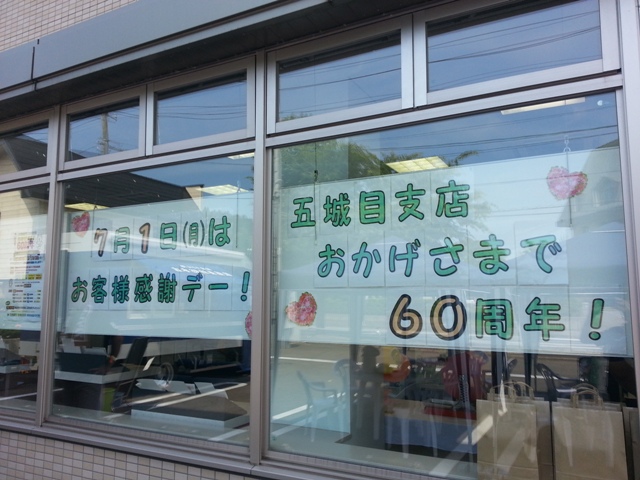 7月1日(月)は
お客様感謝デー!
五城目支店
おかげさまで
60周年!